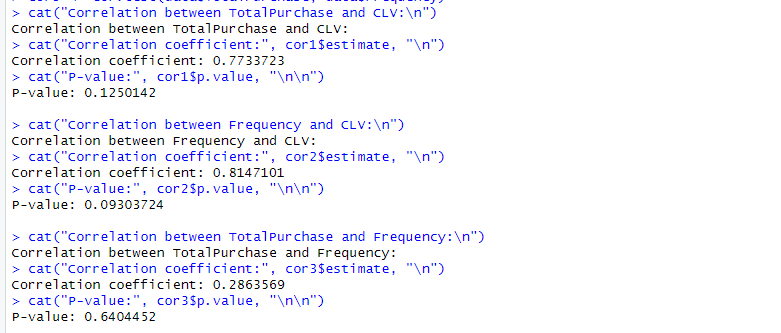 > cat("Correlation between TotalPurchase and CLV:\n")
Correlation between TotalPurchase and CLV:
> cat("Correlation coefficient:", cor1$estimate, "\n")
Correlation coefficient: 0.7733723
> cat("P-value:", cor1$p.value, "\n\n")
P-value: 0.1250142
> cat("Correlation between Frequency and CLV:\n")
Correlation between Frequency and CLV:
> cat("Correlation coefficient:", cor2$estimate, "\n")
Correlation coefficient: 0.8147101
> cat("P-value:", cor2$p.value, "\n\n")
P-value: 0.09303724
> cat("Correlation between TotalPurchase and Frequency:\n")
Correlation between TotalPurchase and Frequency:
> cat("Correlation coefficient:", cor3$estimate, "\n")
Correlation coefficient: 0.2863569
> cat("P-value:", cor3$p.value, "\n\n")
P-value: 0.6404452